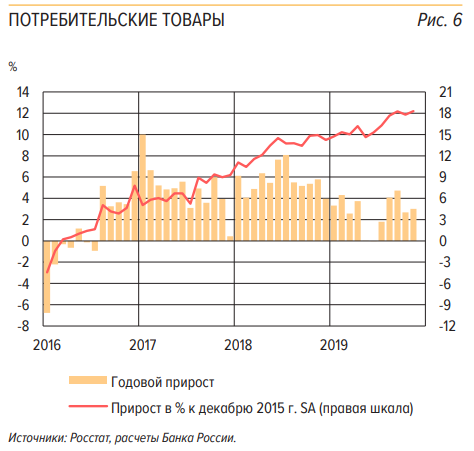 ПОТРЕБИТЕЛЬСКИЕ ТОВАРЫ Рис. 6
%
14 21
12 18
10 15
8 12
6 9
4 6
2 3
0 0
-2 -3
-4 -6
-6 -9
-8 -12
2016 2017 2018 2019
Годовой прирост
Прирост в % к декабрю 2015 г. SA (правая шкала)
Источники: Росстат, расчеты Банка России.